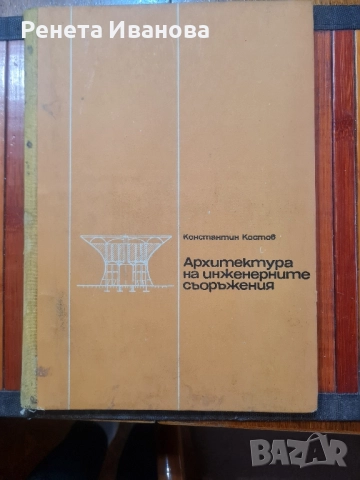 Ренета Иванова
Константин Костов
Архитектура
на инженерните
съоръжения
BAZAR